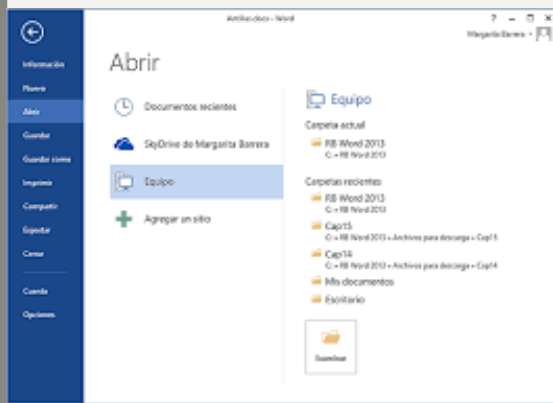 Antillas.docx - Word
?
Margarita Barrera
Información
Nuevo
Abrir
Guardar
Guardar como
Imprimir
Compartir
Exportar
Cerrar
Cuenta
Opciones
Abrir
Documentos recientes
SkyDrive de Margarita Barrera
Equipo
Agregar un sitio
Equipo
Carpeta actual
RB Word 2013
C: » RB Word 2013
Carpetas recientes
RB Word 2013
C: » RB Word 2013
Cap15
C: » RB Word 2013 » Archivos para descarga » Cap15
Cap14
C: » RB Word 2013 » Archivos para descarga » Cap14
Mis documentos
Escritorio
Examinar